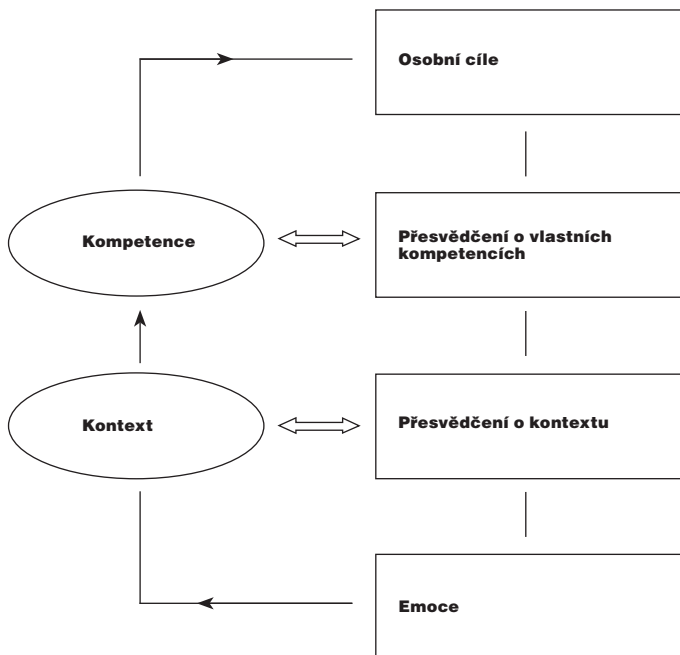 Osobní cíle
Kompetence
Přesvědčení o vlastních
kompetencích
Kontext
Přesvědčení o kontextu
Emoce